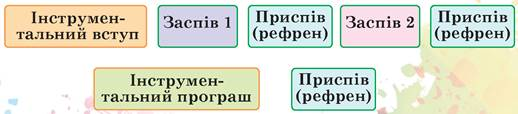 Інструмен-
тальний вступ
Заспів 1
Приспів
(рефрен)
Заспів 2
Приспів
(рефрен)
Інструмен-
тальний програш
Приспів
(рефрен)